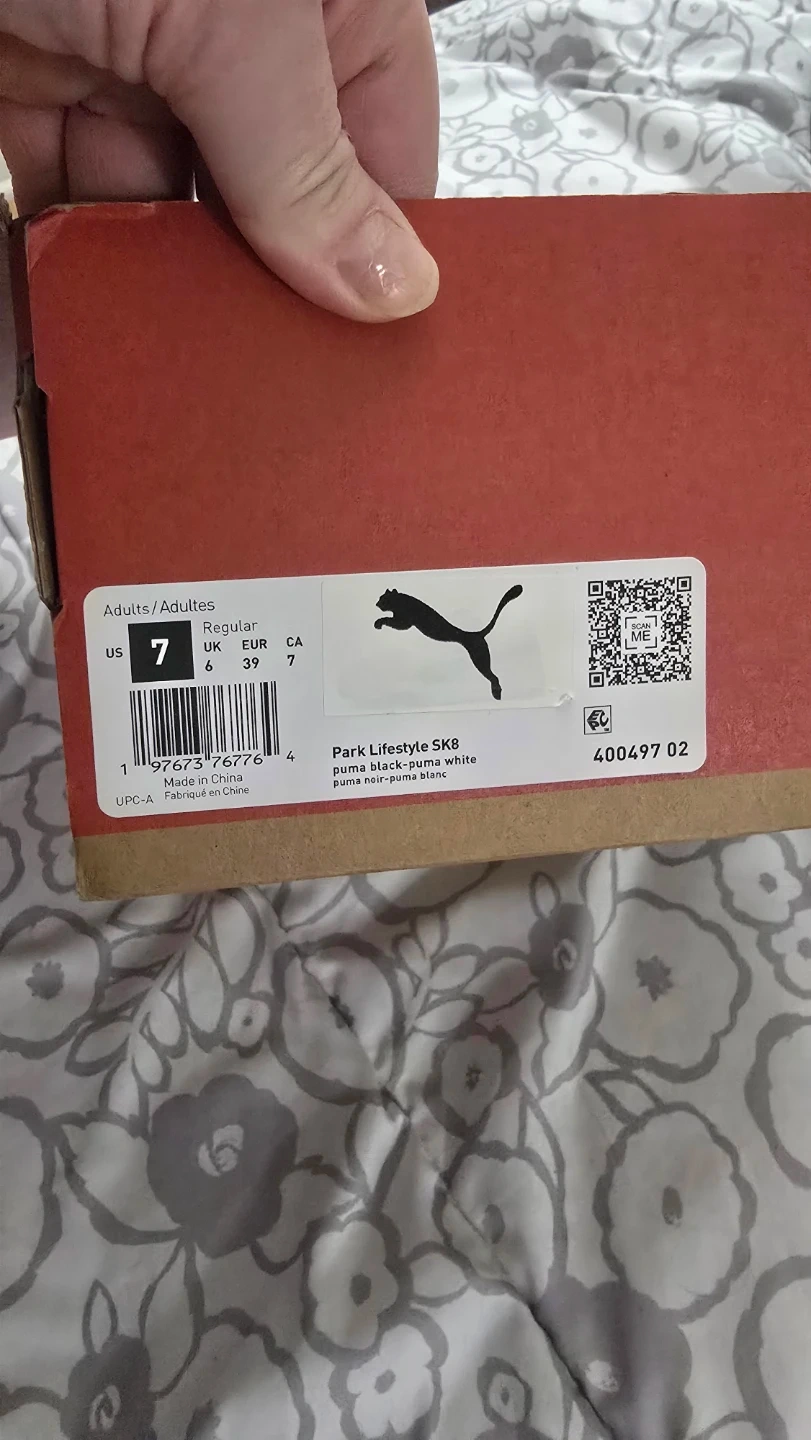 Adults/Adultes
Regular
US 7 UK EUR CA
6 39 7
1 97673 76776 4
Made in China
UPC-A Fabriqué en Chine
Park Lifestyle SK8
puma black-puma white
puma noir-puma blanc
SCAN
ME
400497 02